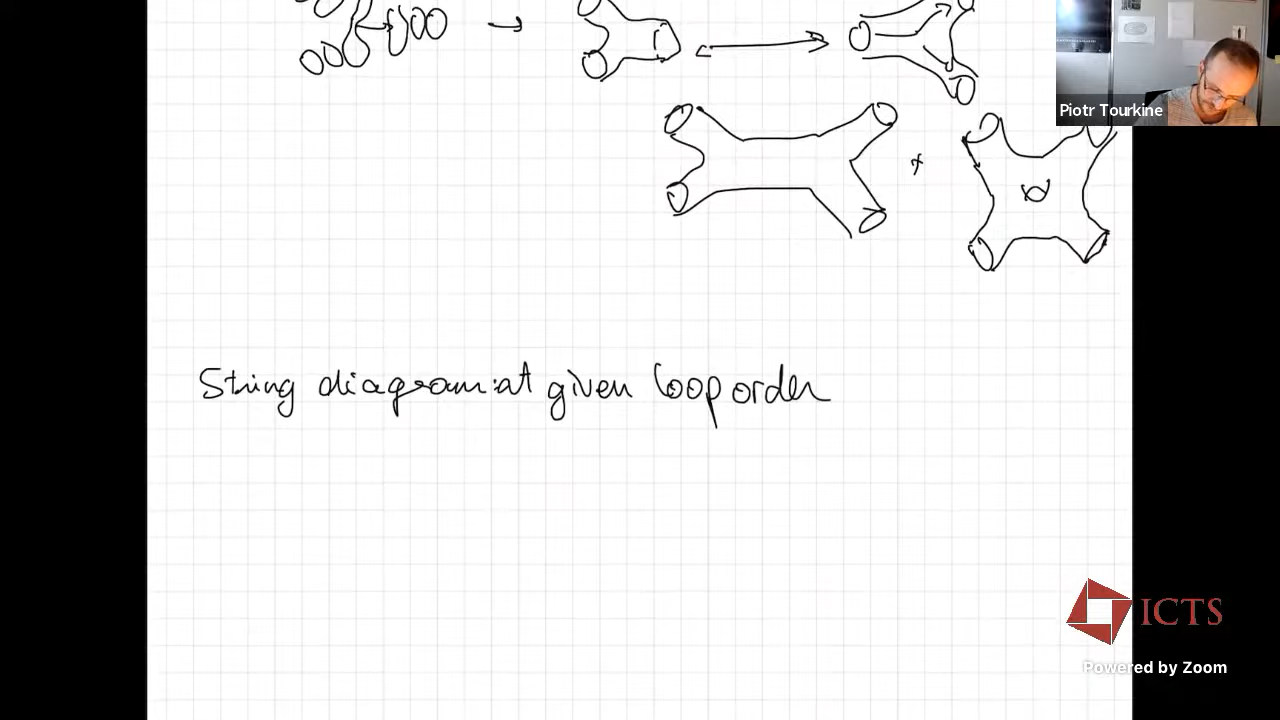 Piotr Tourkine
String diagram at given loop order
ICTS
Powered by Zoom